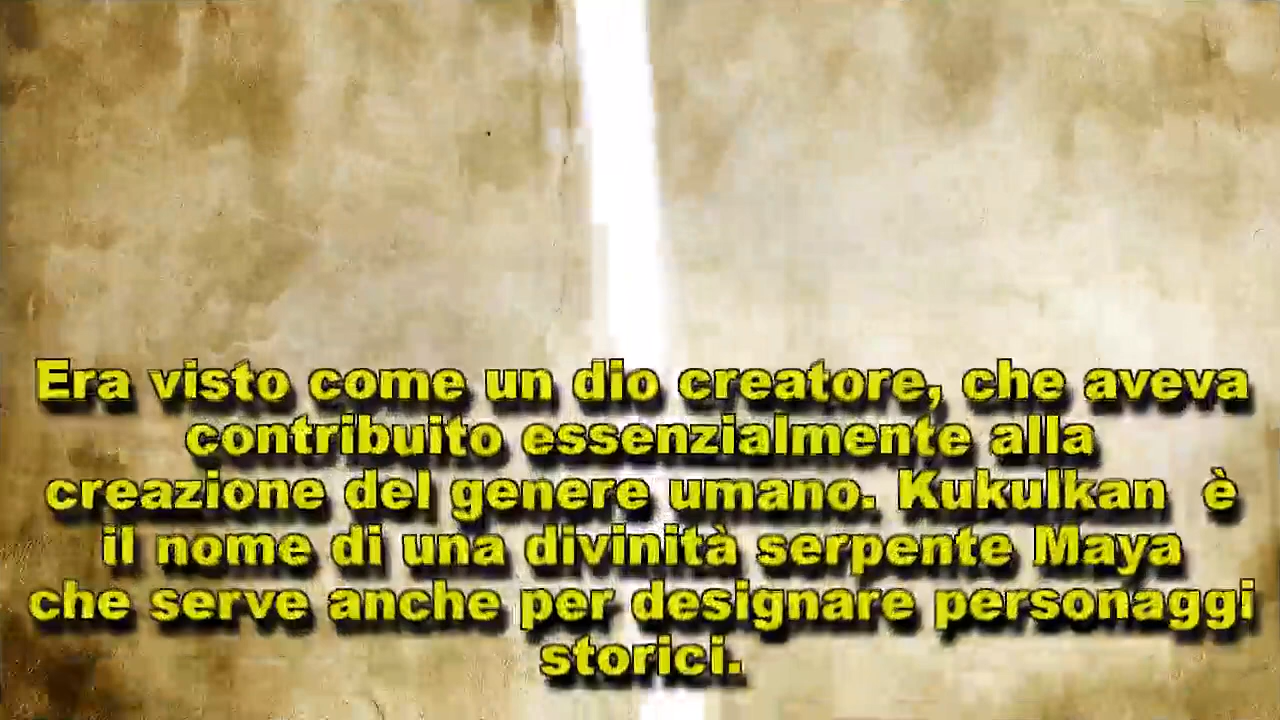 Era visto come un dio creatore, che aveva
contribuito essenzialmente alla
creazione del genere umano. Kukulkan è
il nome di una divinità serpente Maya
che serve anche per designare personaggi
storici.